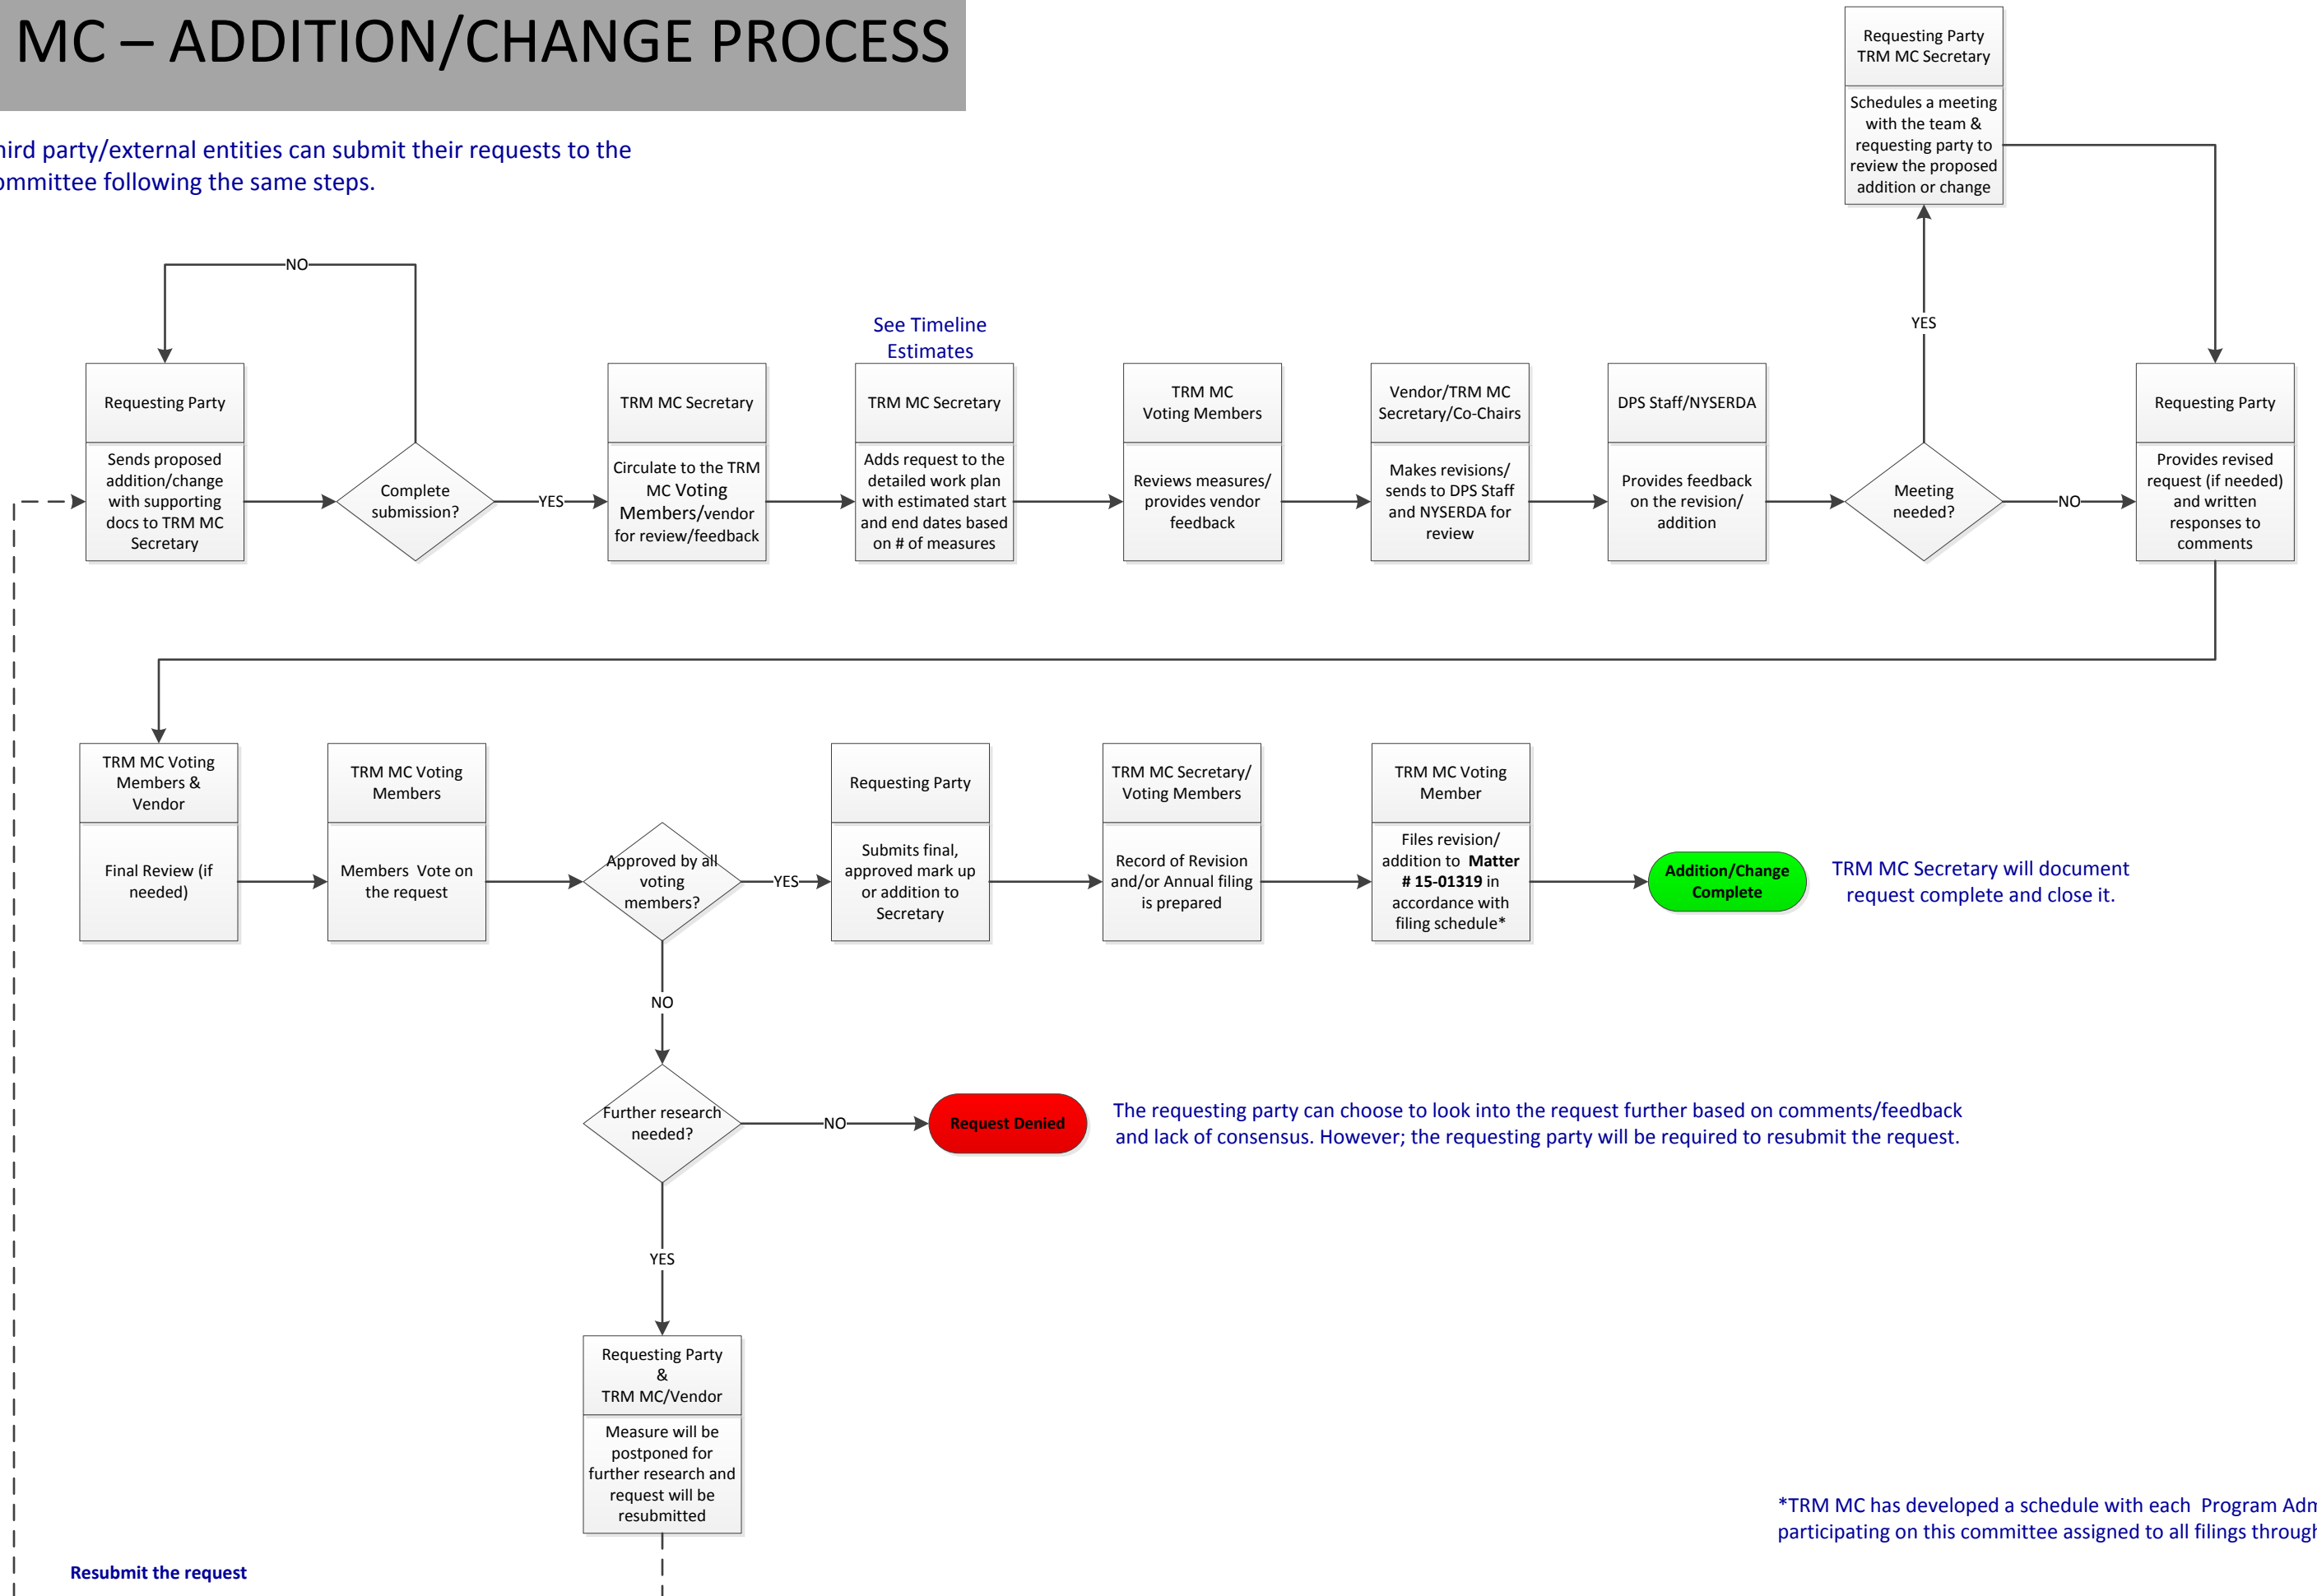 MC – ADDITION/CHANGE PROCESS
hird party/external entities can submit their requests to the
ommittee following the same steps.
Requesting Party
TRM MC Secretary
Schedules a meeting
with the team &
requesting party to
review the proposed
addition or change
NO
YES
See Timeline
Estimates
Requesting Party
Sends proposed
addition/change
with supporting
docs to TRM MC
Secretary
Complete
submission?
YES
TRM MC Secretary
Circulate to the TRM
MC Voting
Members/vendor
for review/feedback
TRM MC Secretary
Adds request to the
detailed work plan
with estimated start
and end dates based
on # of measures
TRM MC
Voting Members
Reviews measures/
provides vendor
feedback
Vendor/TRM MC
Secretary/Co-Chairs
Makes revisions/
sends to DPS Staff
and NYSERDA for
review
DPS Staff/NYSERDA
Provides feedback
on the revision/
addition
Meeting
needed?
NO
Requesting Party
Provides revised
request (if needed)
and written
responses to
comments
TRM MC Voting
Members &
Vendor
Final Review (if
needed)
TRM MC Voting
Members
Members Vote on
the request
Approved by all
voting
members?
YES
Requesting Party
Submits final,
approved mark up
or addition to
Secretary
TRM MC Secretary/
Voting Members
Record of Revision
and/or Annual filing
is prepared
TRM MC Voting
Member
Files revision/
addition to Matter
# 15-01319 in
accordance with
filing schedule*
Addition/Change
Complete
TRM MC Secretary will document
request complete and close it.
NO
Further research
needed?
NO
Request Denied
The requesting party can choose to look into the request further based on comments/feedback
and lack of consensus. However; the requesting party will be required to resubmit the request.
YES
Requesting Party
&
TRM MC/Vendor
Measure will be
postponed for
further research and
request will be
resubmitted
*TRM MC has developed a schedule with each Program Adm
participating on this committee assigned to all filings through
Resubmit the request